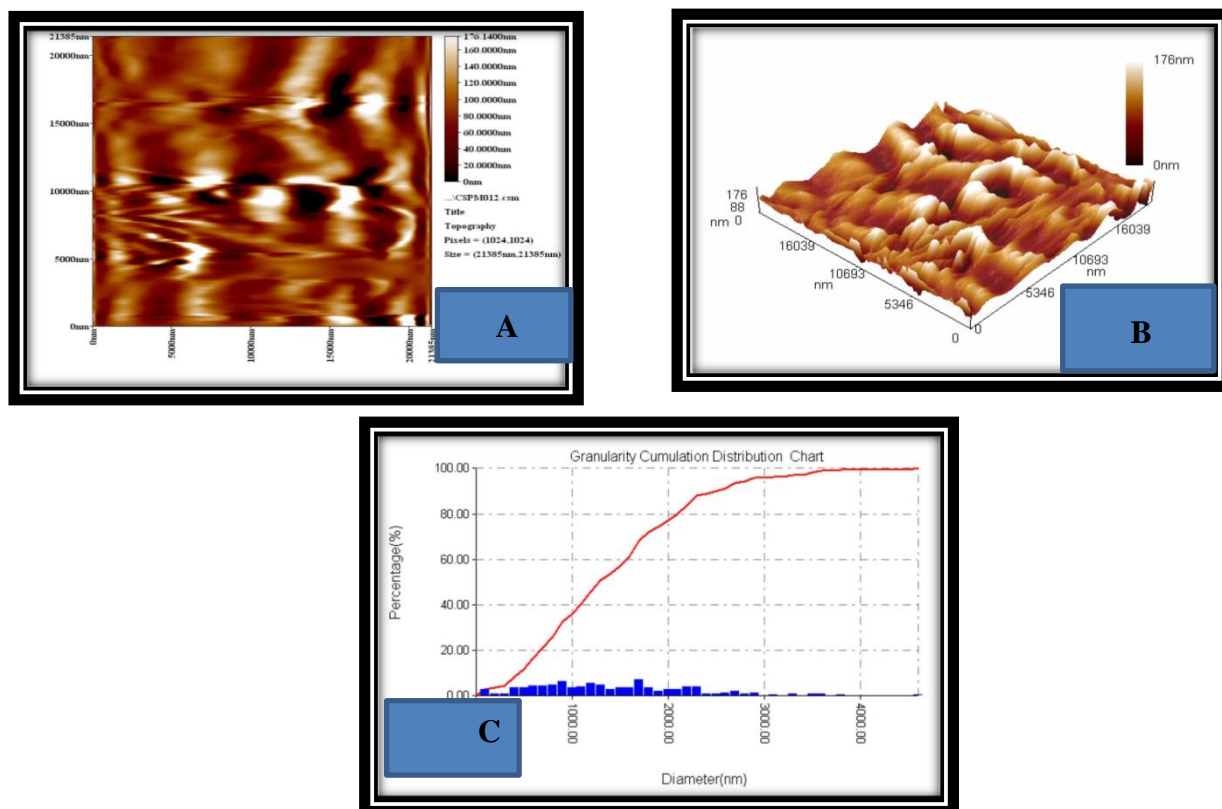 21385nm
20000nm
15000nm
10000nm
5000nm
0nm
0nm
5000nm
10000nm
15000nm
20000nm
21385nm
176.1400nm
160.0000nm
140.0000nm
120.0000nm
100.0000nm
80.0000nm
60.0000nm
40.0000nm
20.0000nm
0nm
...\CSPM012.csm
Title
Topography
Pixels = (1024,1024)
Size = (21385nm,21385nm)
A
176nm
0nm
176
88
nm 0
16039
10693
nm
5346
0
16039
10693
nm
5346
0
B
Granularity Cumulation Distribution Chart
100.00
80.00
60.00
40.00
20.00
0.00
Percentage(%)
1000.00
2000.00
3000.00
4000.00
Diameter(nm)
C